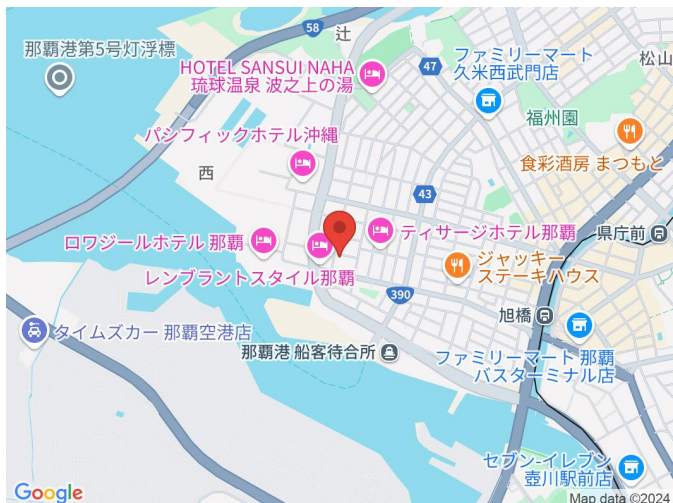 58
辻
那覇港第5号灯浮標
HOTEL SANSUI NAHA
琉球温泉 波之上の湯
47
ファミリーマート
久米西武門店
松山
福州園
パシフィックホテル沖縄
食彩酒房 まつもと
西
43
ロワジールホテル 那覇
ティサージホテル那覇
県庁前
レンブラントスタイル那覇
ジャッキー
ステーキハウス
390
旭橋
タイムズカー 那覇空港店
那覇港 船客待合所
ファミリーマート 那覇
バスターミナル店
セブン-イレブン
壺川駅前店
Google
Map data ©2024